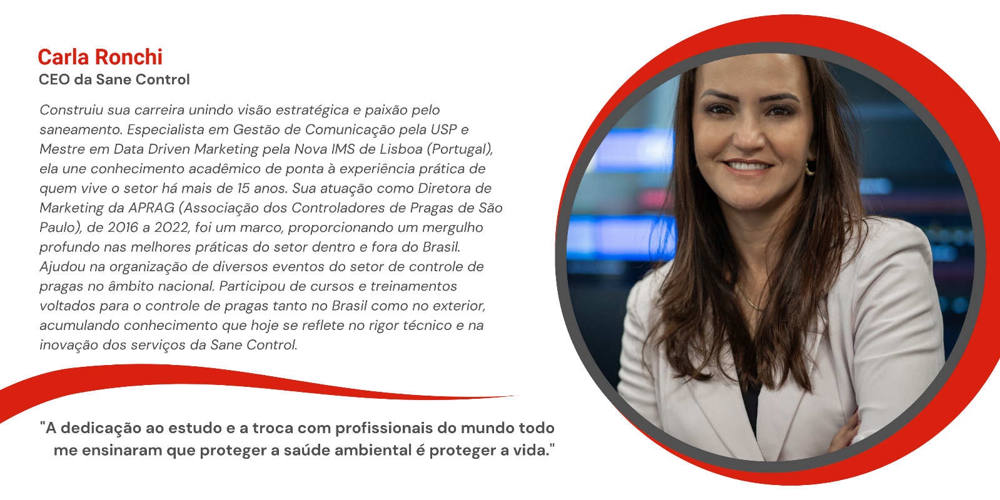 Carla Ronchi
CEO da Sane Control
Construiu sua carreira unindo visão estratégica e paixão pelo
saneamento. Especialista em Gestão de Comunicação pela USP e
Mestre em Data Driven Marketing pela Nova IMS de Lisboa (Portugal),
ela une conhecimento acadêmico de ponta à experiência prática de
quem vive o setor há mais de 15 anos. Sua atuação como Diretora de
Marketing da APRAG (Associação dos Controladores de Pragas de São
Paulo), de 2016 a 2022, foi um marco, proporcionando um mergulho
profundo nas melhores práticas do setor dentro e fora do Brasil.
Ajudou na organização de diversos eventos do setor de controle de
pragas no âmbito nacional. Participou de cursos e treinamentos
voltados para o controle de pragas tanto no Brasil como no exterior,
acumulando conhecimento que hoje se reflete no rigor técnico e na
inovação dos serviços da Sane Control.
"A dedicação ao estudo e a troca com profissionais do mundo todo
me ensinaram que proteger a saúde ambiental é proteger a vida."